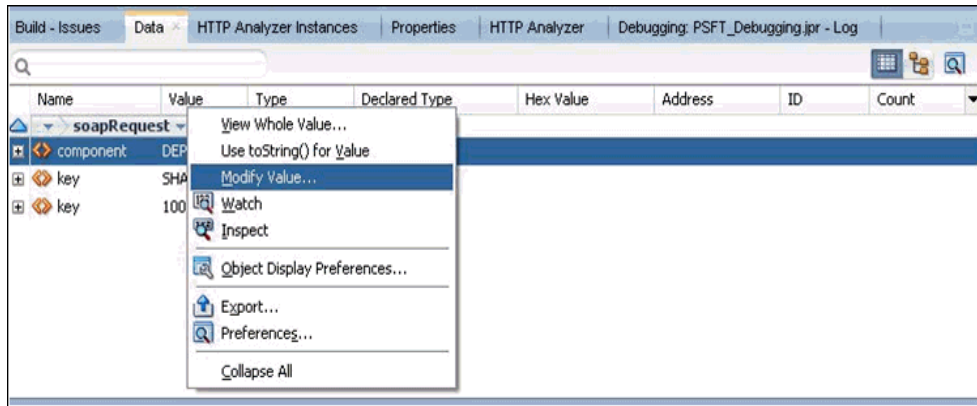 Build - Issues Data HTTP Analyzer Instances Properties HTTP Analyzer Debugging: PSFT_Debugging.jpr - Log
Name Value Type Declared Type Hex Value Address ID Count
soapRequest
View Whole Value...
component DEP
Use toString() for Value
key SHA
Modify Value...
key 100
Watch
Inspect
Object Display Preferences...
Export...
Preferences...
Collapse All